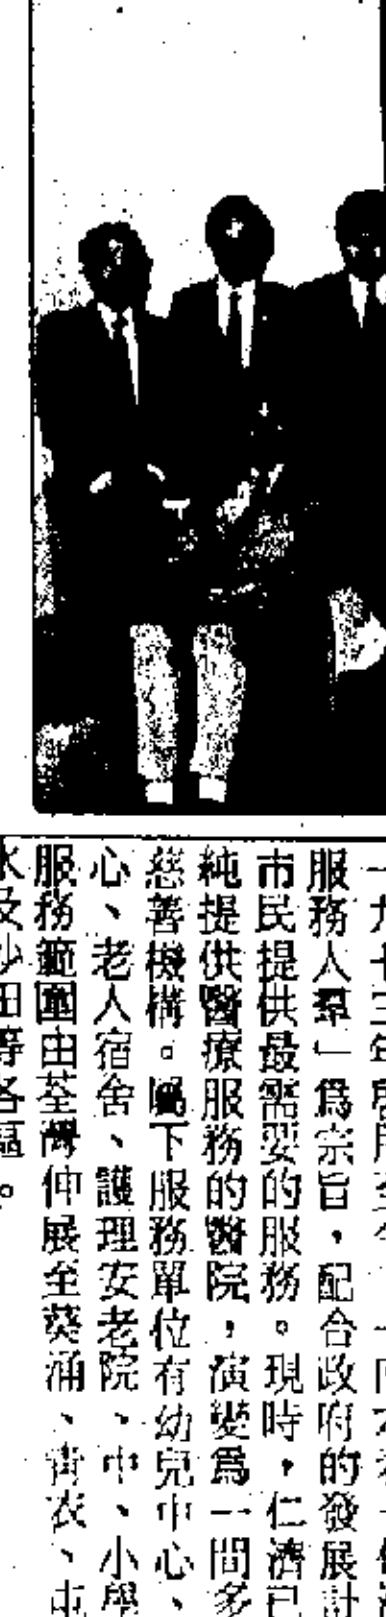 服務人羣」爲宗旨，配合政府的發展計
市民提供最需要的服務。現時，仁濟已
純提供醫療服務的醫院，演變爲一間多
慈善機構。屬下服務單位有幼兒中心、
心、老人宿舍、護理安老院、中、小學
服務範圍由荃灣伸展至葵涌、青衣、屯
及沙田等各區。